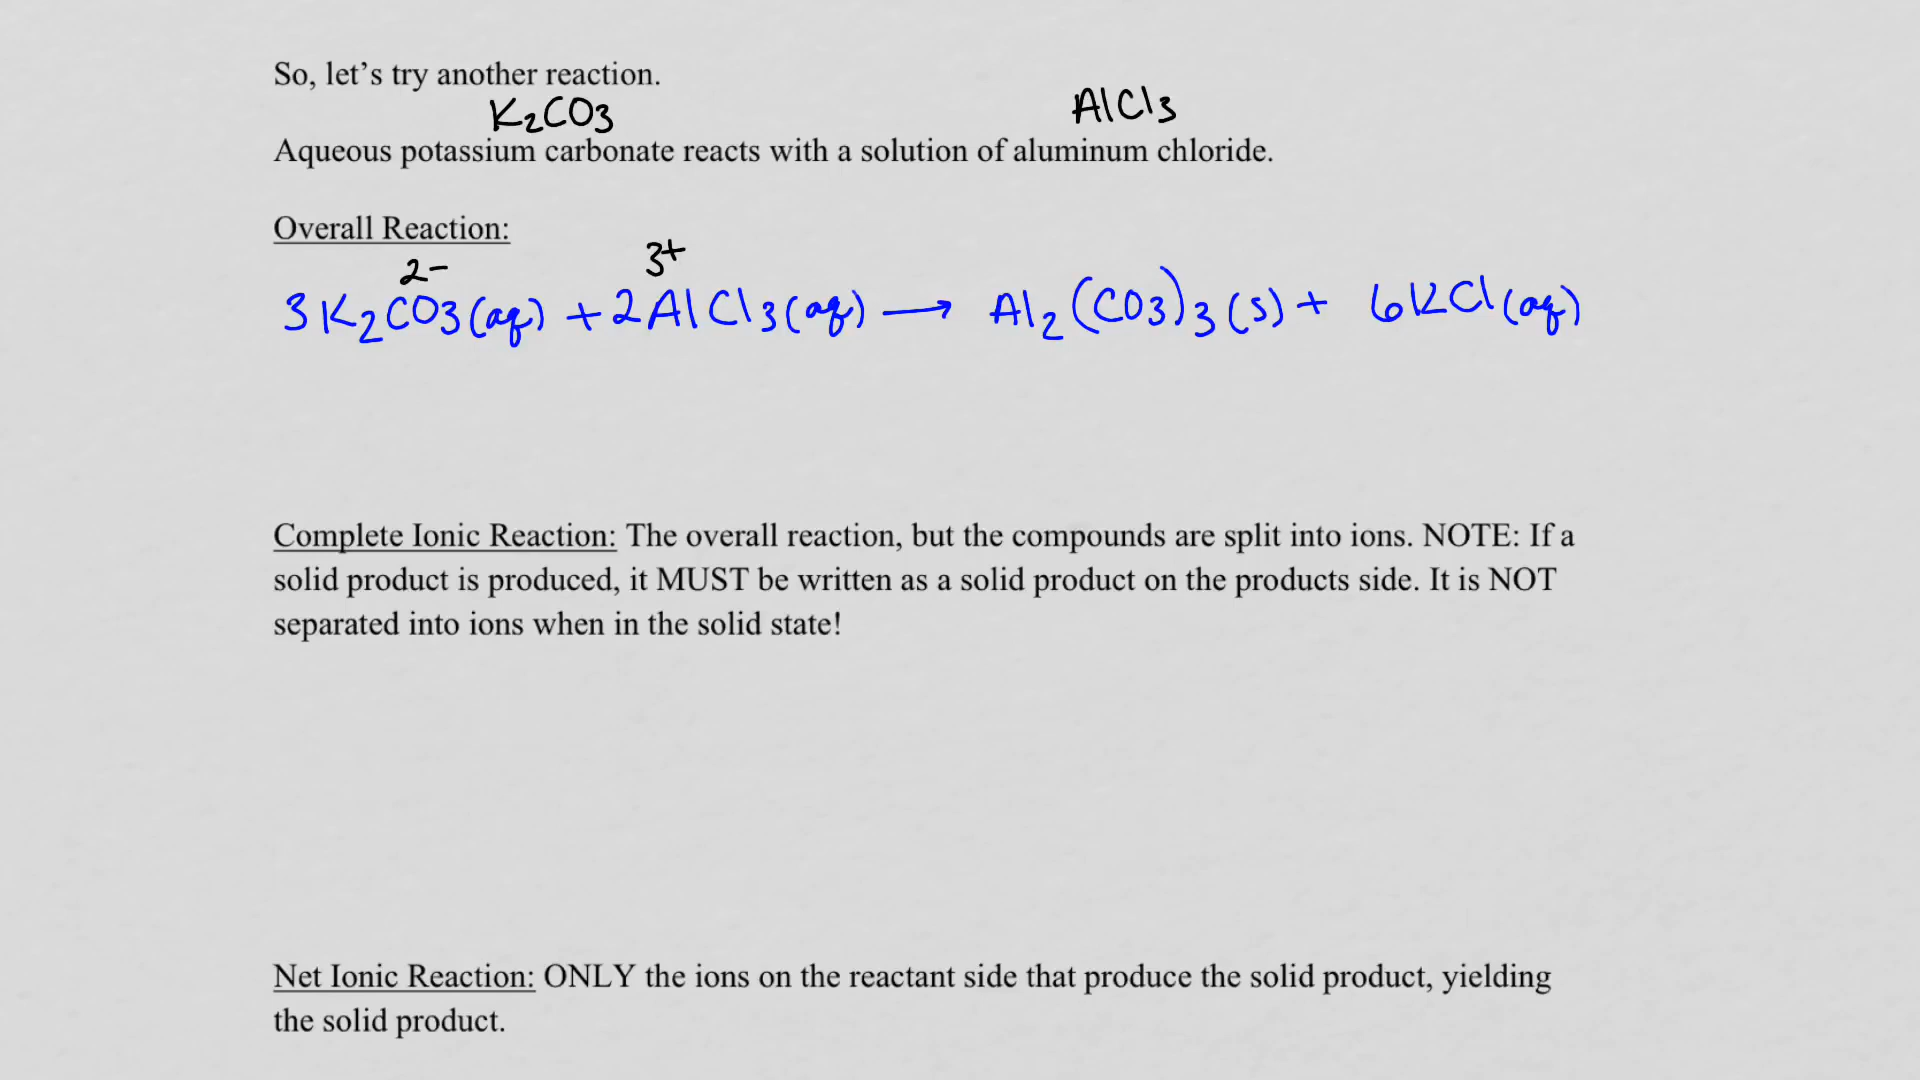 So, let’s try another reaction.
K₂CO₃ AlCl₃
Aqueous potassium carbonate reacts with a solution of aluminum chloride.
Overall Reaction:
2- 3+
3K₂CO₃(aq) + 2AlCl₃(aq) → Al₂(CO₃)₃(s) + 6KCl(aq)
Complete Ionic Reaction: The overall reaction, but the compounds are split into ions. NOTE: If a
solid product is produced, it MUST be written as a solid product on the products side. It is NOT
separated into ions when in the solid state!
Net Ionic Reaction: ONLY the ions on the reactant side that produce the solid product, yielding
the solid product.